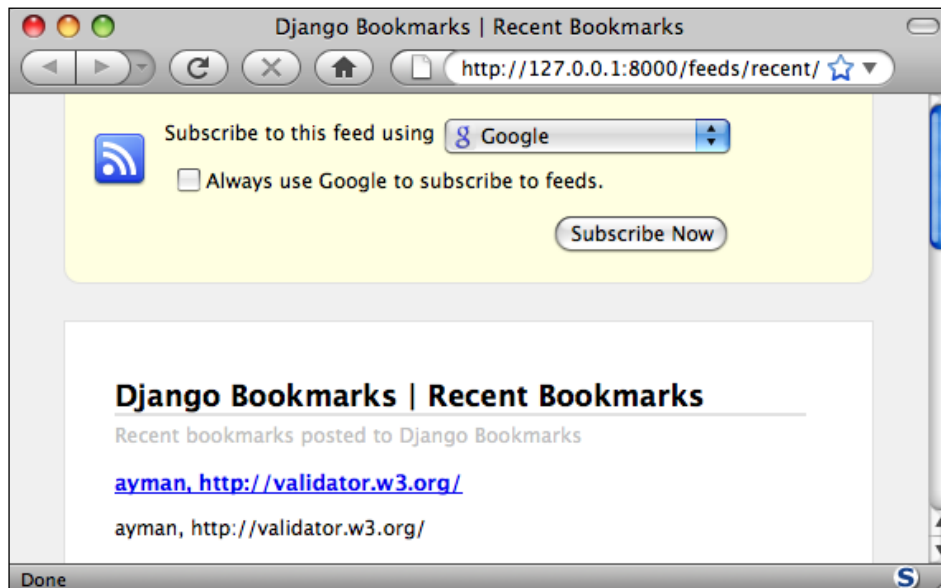 Django Bookmarks | Recent Bookmarks
http://127.0.0.1:8000/feeds/recent/
Subscribe to this feed using g Google
Always use Google to subscribe to feeds.
Subscribe Now
Django Bookmarks | Recent Bookmarks
Recent bookmarks posted to Django Bookmarks
ayman, http://validator.w3.org/
ayman, http://validator.w3.org/
Done S